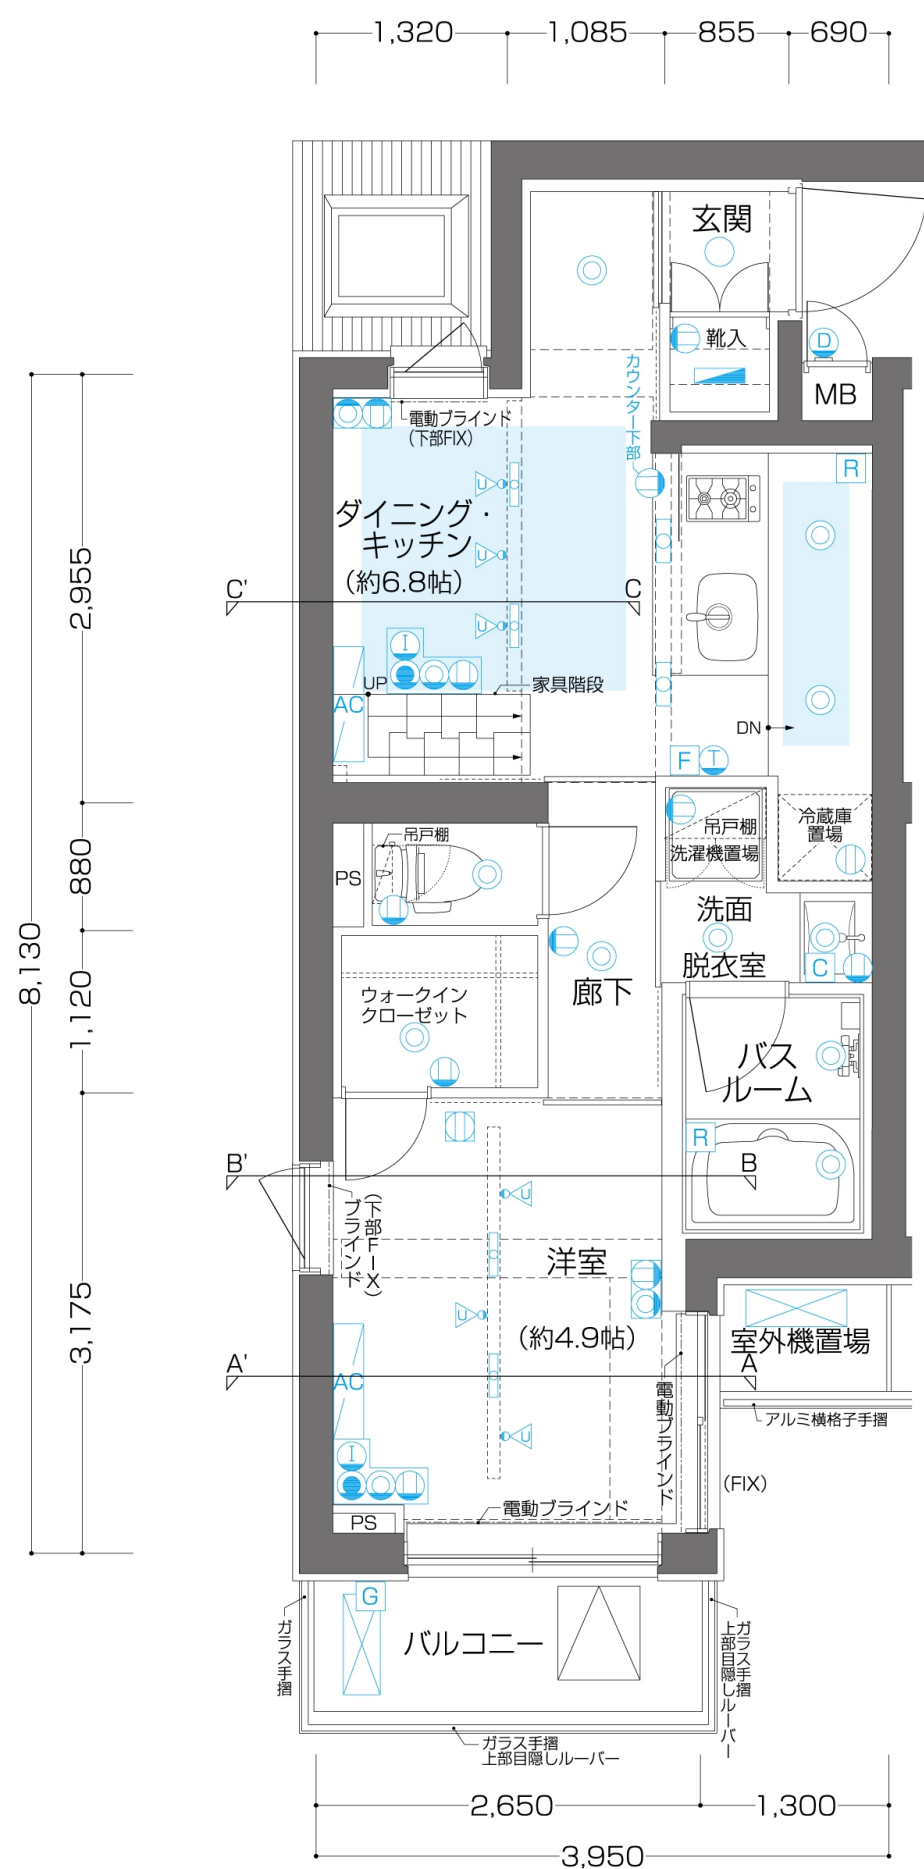 1,320
1,085
855
690
玄関
靴入
D
MB
カウンター下部
電動ブラインド
(下部FIX)
R
U
ダイニング・
キッチン
(約6.8帖)
U
C'
C
U
I
UP
家具階段
AC
DN
F
T
2,955
吊戸棚
冷蔵庫
置場
洗濯機置場
吊戸棚
PS
880
洗面
脱衣室
C
8,130
1,120
廊下
ウォークイン
クローゼット
バス
ルーム
R
B'
B
U
ブラインド
(下部FIX)
洋室
U
(約4.9帖)
3,175
室外機置場
A'
A
AC
電動ブラインド
アルミ横格子手摺
U
I
(FIX)
電動ブラインド
PS
G
バルコニー
ガラス手摺
ガラス手摺
上部目隠しルーバー
ガラス手摺
上部目隠しルーバー
2,650
1,300
3,950